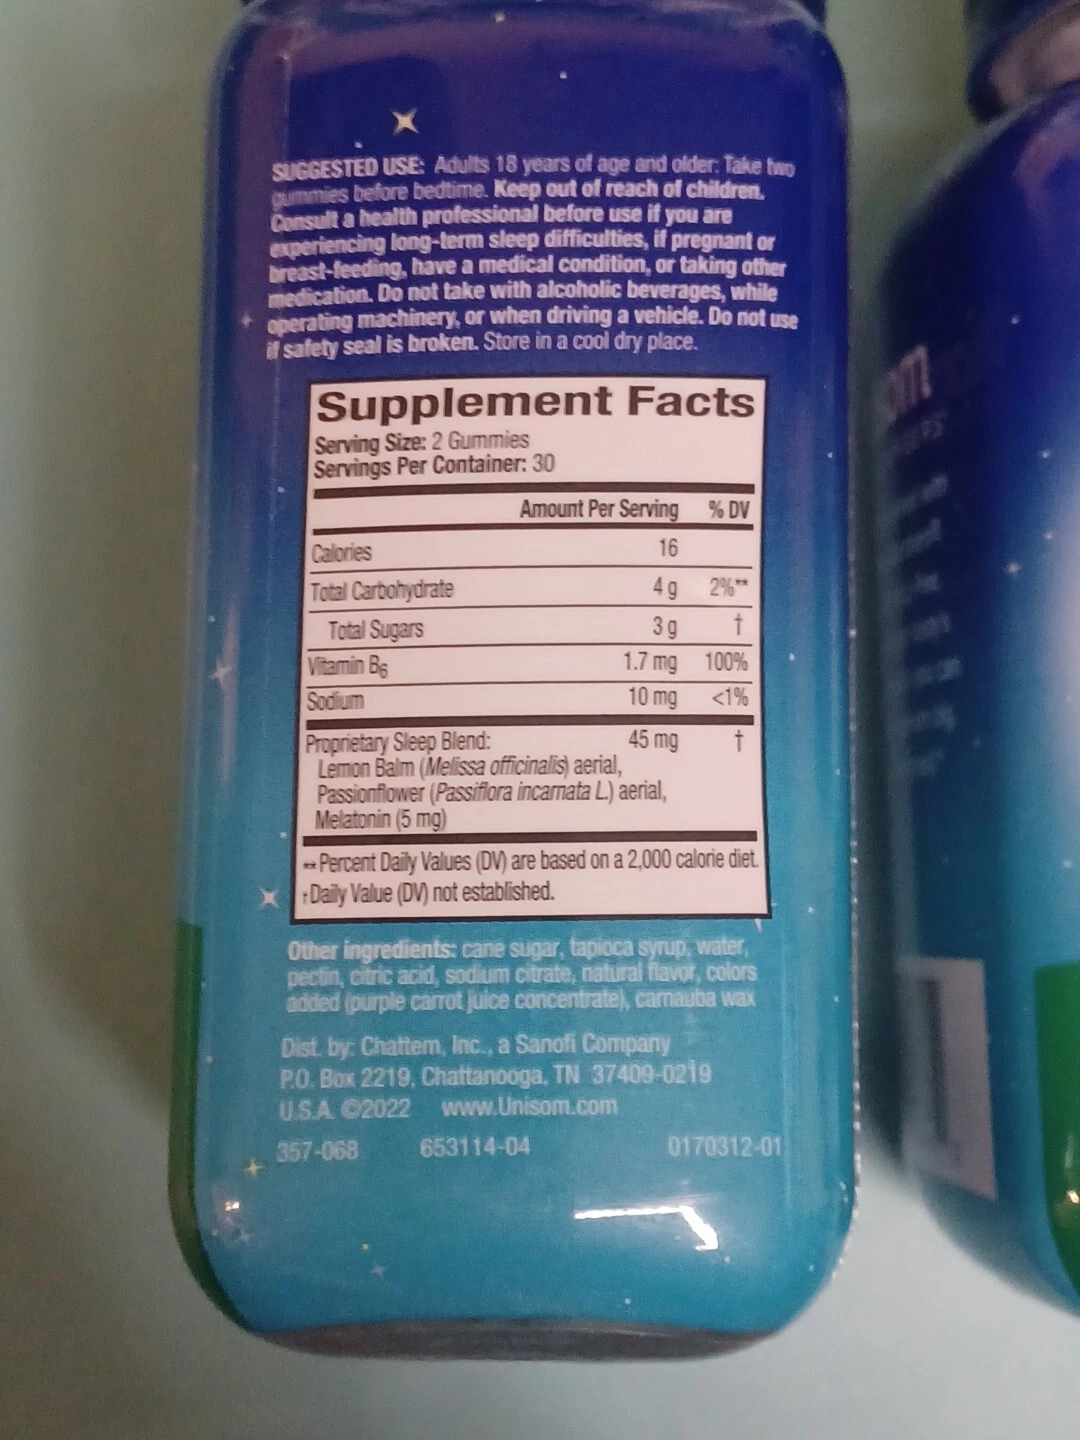 SUGGESTED USE: Adults 18 years of age and older: Take two
gummies before bedtime. Keep out of reach of children.
Consult a health professional before use if you are
experiencing long-term sleep difficulties, if pregnant or
breast-feeding, have a medical condition, or taking other
medication. Do not take with alcoholic beverages, while
operating machinery, or when driving a vehicle. Do not use
if safety seal is broken. Store in a cool dry place.
Supplement Facts
Serving Size: 2 Gummies
Servings Per Container: 30
Amount Per Serving % DV
Calories 16
Total Carbohydrate 4 g 2%**
Total Sugars 3 g †
Vitamin B6 1.7 mg 100%
Sodium 10 mg <1%
Proprietary Sleep Blend: 45 mg †
Lemon Balm (Melissa officinalis) aerial,
Passionflower (Passiflora incarnata L.) aerial,
Melatonin (5 mg)
** Percent Daily Values (DV) are based on a 2,000 calorie diet.
† Daily Value (DV) not established.
Other ingredients: cane sugar, tapioca syrup, water,
pectin, citric acid, sodium citrate, natural flavor, colors
added (purple carrot juice concentrate), carnauba wax
Dist. by: Chattem, Inc., a Sanofi Company
P.O. Box 2219, Chattanooga, TN 37409-0219
U.S.A. ©2022 www.Unisom.com
357-068 653114-04 0170312-01